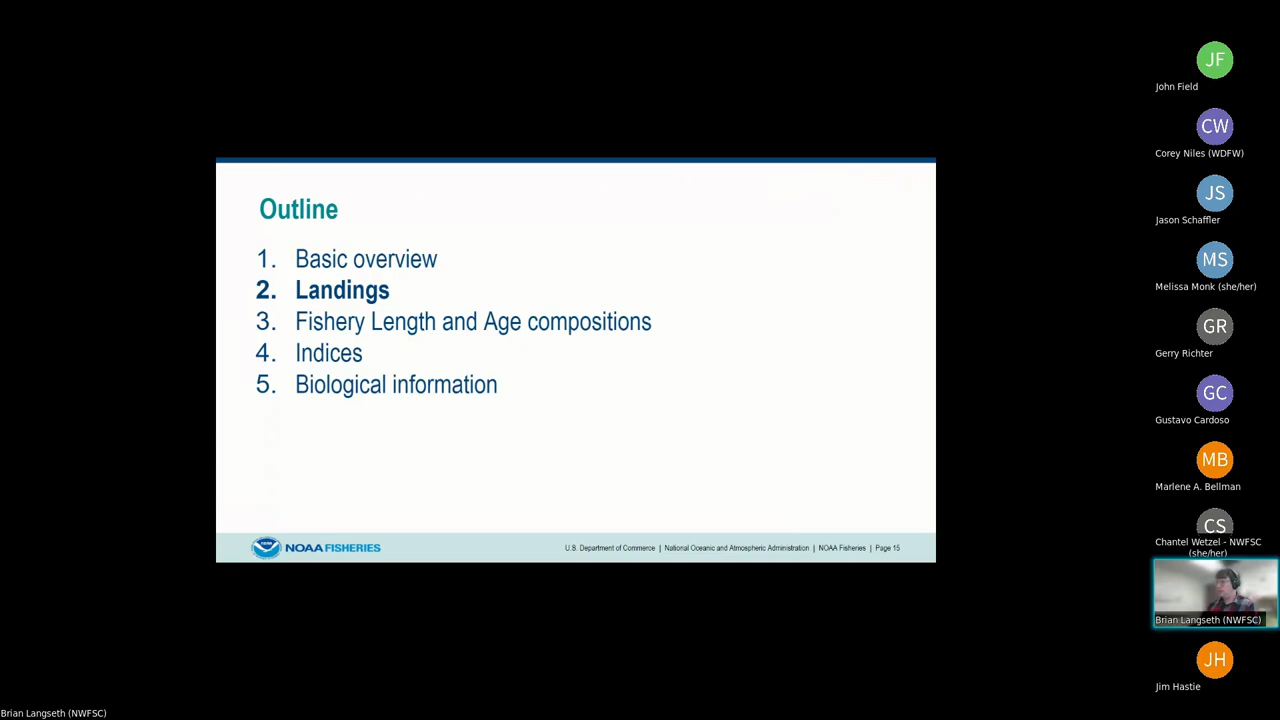 Outline
1. Basic overview
2. Landings
3. Fishery Length and Age compositions
4. Indices
5. Biological information
NOAA FISHERIES
U.S. Department of Commerce | National Oceanic and Atmospheric Administration | NOAA Fisheries | Page 15
JF
John Field
CW
Corey Niles (WDFW)
JS
Jason Schaffler
MS
Melissa Monk (she/her)
GR
Gerry Richter
GC
Gustavo Cardoso
MB
Marlene A. Bellman
CS
Chantel Wetzel - NWFSC
(she/her)
Brian Langseth (NWFSC)
JH
Jim Hastie
Brian Langseth (NWFSC)